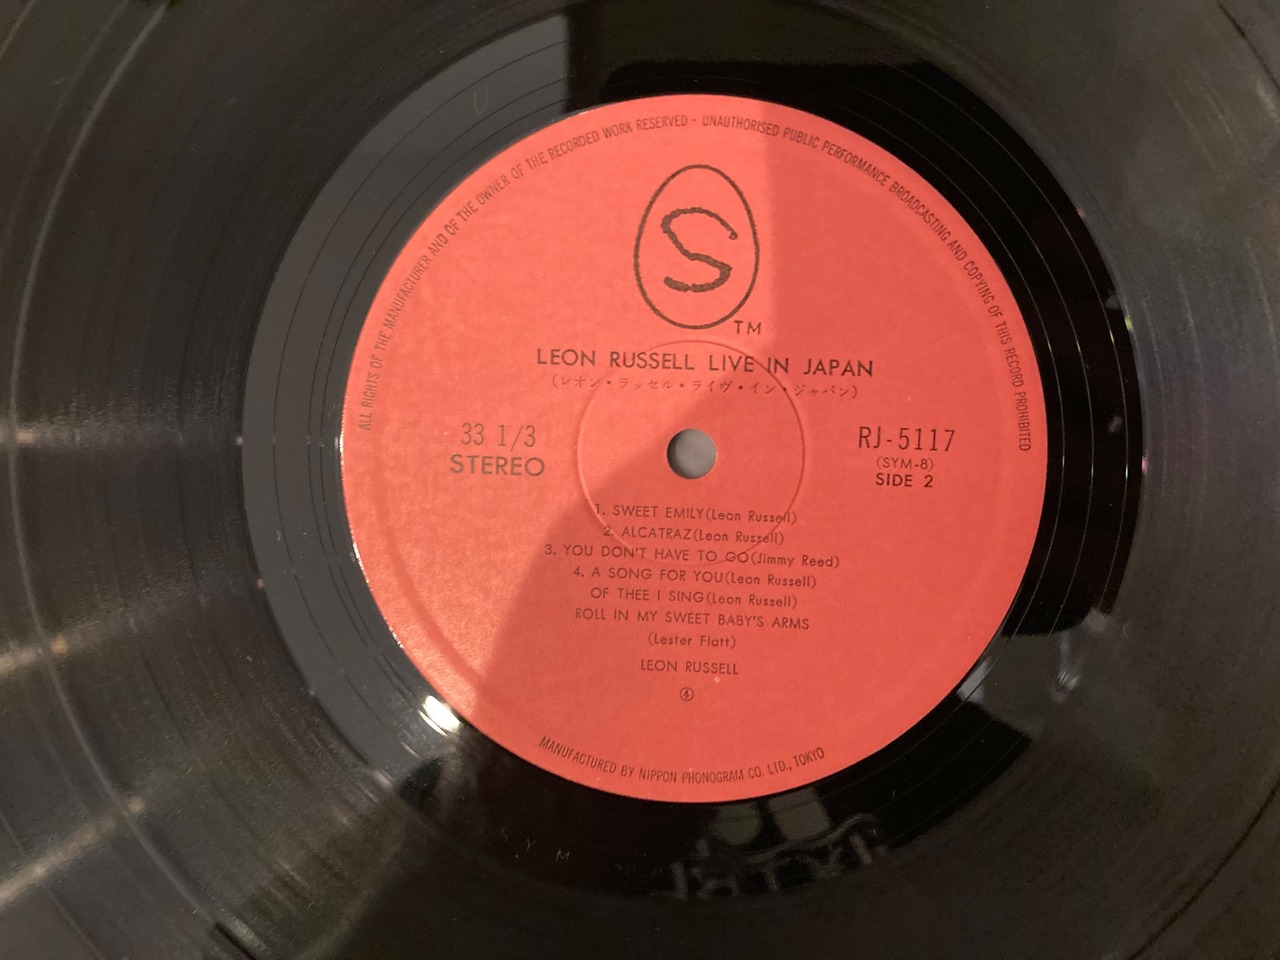 ALL RIGHTS OF THE MANUFACTURER AND OF THE OWNER OF THE RECORDED WORK RESERVED · UNAUTHORISED PUBLIC PERFORMANCE BROADCASTING AND COPYING OF THIS RECORD PROHIBITED
S
TM
LEON RUSSELL LIVE IN JAPAN
(レオン・ラッセル・ライヴ・イン・ジャパン)
33 1/3
STEREO
RJ-5117
(SYM-8)
SIDE 2
1. SWEET EMILY(Leon Russell)
2. ALCATRAZ(Leon Russell)
3. YOU DON'T HAVE TO GO(Jimmy Reed)
4. A SONG FOR YOU(Leon Russell)
OF THEE I SING(Leon Russell)
ROLL IN MY SWEET BABY'S ARMS
(Lester Flatt)
LEON RUSSELL
④
MANUFACTURED BY NIPPON PHONOGRAM CO. LTD., TOKYO
S Y M